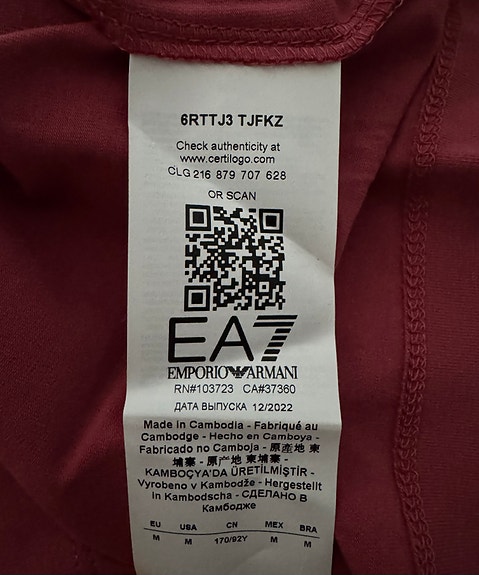 6RTTJ3 TJFKZ
Check authenticity at
www.certilogo.com
CLG 216 879 707 628
OR SCAN
EA7
EMPORIO ARMANI
RN#103723 CA#37360
ДАТА ВЫПУСКА 12/2022
Made in Cambodia - Fabriqué au
Cambodge - Hecho en Camboya -
Fabricado no Camboja - 原産地 柬
埔寨 - 原产地 柬埔寨 -
KAMBOÇYA'DA ÜRETİLMİŞTİR -
Vyrobeno v Kambodže - Hergestellt
in Kambodscha - СДЕЛАНО В
Камбодже
EU USA CN MEX BRA
M M 170/92Y M M